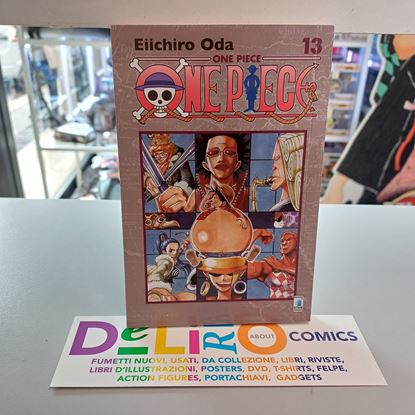 Eiichiro Oda
13
ONE PIECE
ONE PIECE
DeLiRiO ABOUT COMICS
FUMETTI NUOVI, USATI, DA COLLEZIONE, LIBRI, RIVISTE,
LIBRI D'ILLUSTRAZIONI, POSTERS, DVD, T-SHIRTS, FELPE,
ACTION FIGURES, PORTACHIAVI, GADGETS